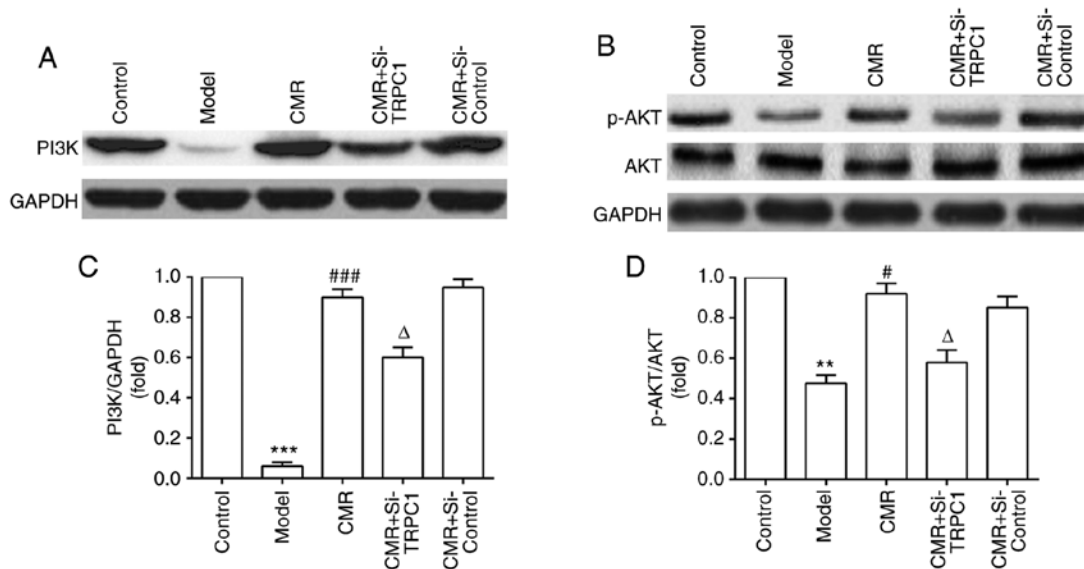 A
Control
Model
CMR
CMR+Si-
TRPC1
CMR+Si-
Control
PI3K
GAPDH
B
Control
Model
CMR
CMR+Si-
TRPC1
CMR+Si-
Control
p-AKT
AKT
GAPDH
C
PI3K/GAPDH
(fold)
1.0
0.8
0.6
0.4
0.2
0.0
***
###
Δ
Control
Model
CMR
CMR+Si-
TRPC1
CMR+Si-
Control
D
p-AKT/AKT
(fold)
1.0
0.8
0.6
0.4
0.2
0.0
**
#
Δ
Control
Model
CMR
CMR+Si-
TRPC1
CMR+Si-
Control